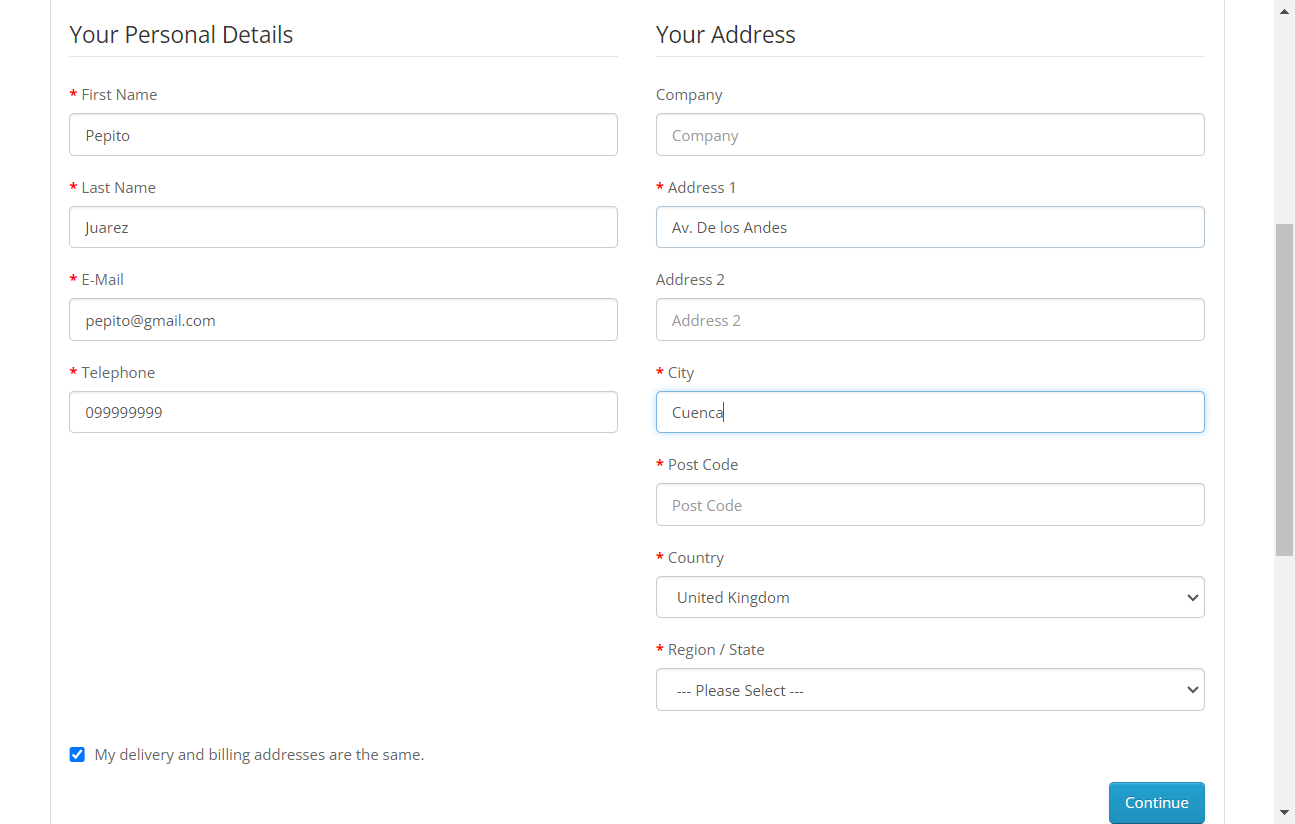 Your Personal Details
* First Name
Pepito
* Last Name
Juarez
* E-Mail
pepito@gmail.com
* Telephone
099999999
Your Address
Company
Company
* Address 1
Av. De los Andes
Address 2
Address 2
* City
Cuenca
* Post Code
Post Code
* Country
United Kingdom
* Region / State
--- Please Select ---
My delivery and billing addresses are the same.
Continue